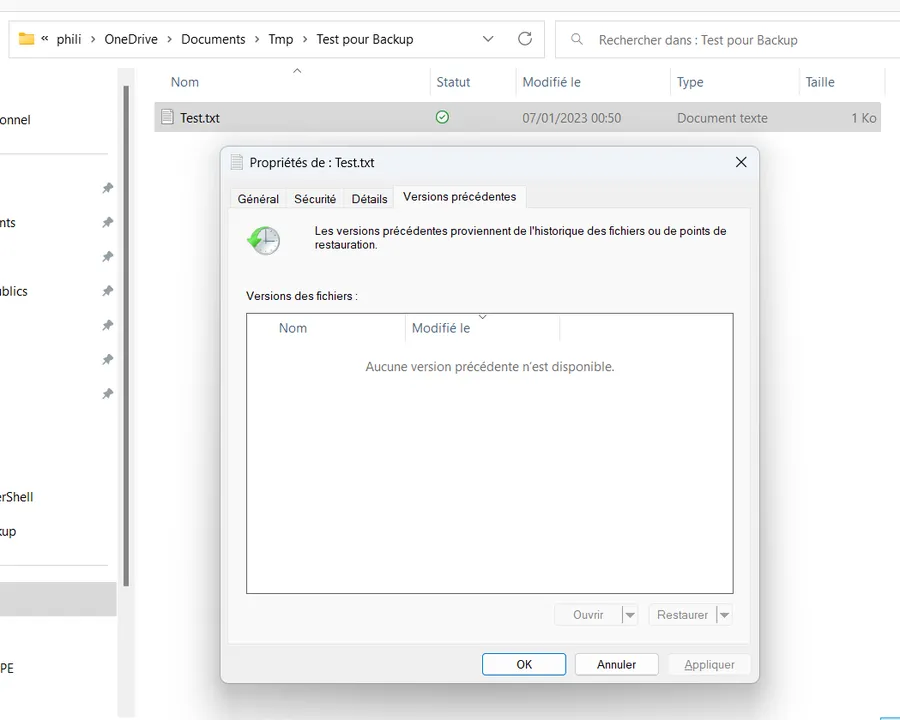 « phili > OneDrive > Documents > Tmp > Test pour Backup
Rechercher dans : Test pour Backup
Nom Statut Modifié le Type Taille
Test.txt 07/01/2023 00:50 Document texte 1 Ko
onnel
nts
ublics
erShell
kup
PE
Propriétés de : Test.txt
Général Sécurité Détails Versions précédentes
Les versions précédentes proviennent de l'historique des fichiers ou de points de
restauration.
Versions des fichiers :
Nom Modifié le
Aucune version précédente n'est disponible.
Ouvrir Restaurer
OK Annuler Appliquer